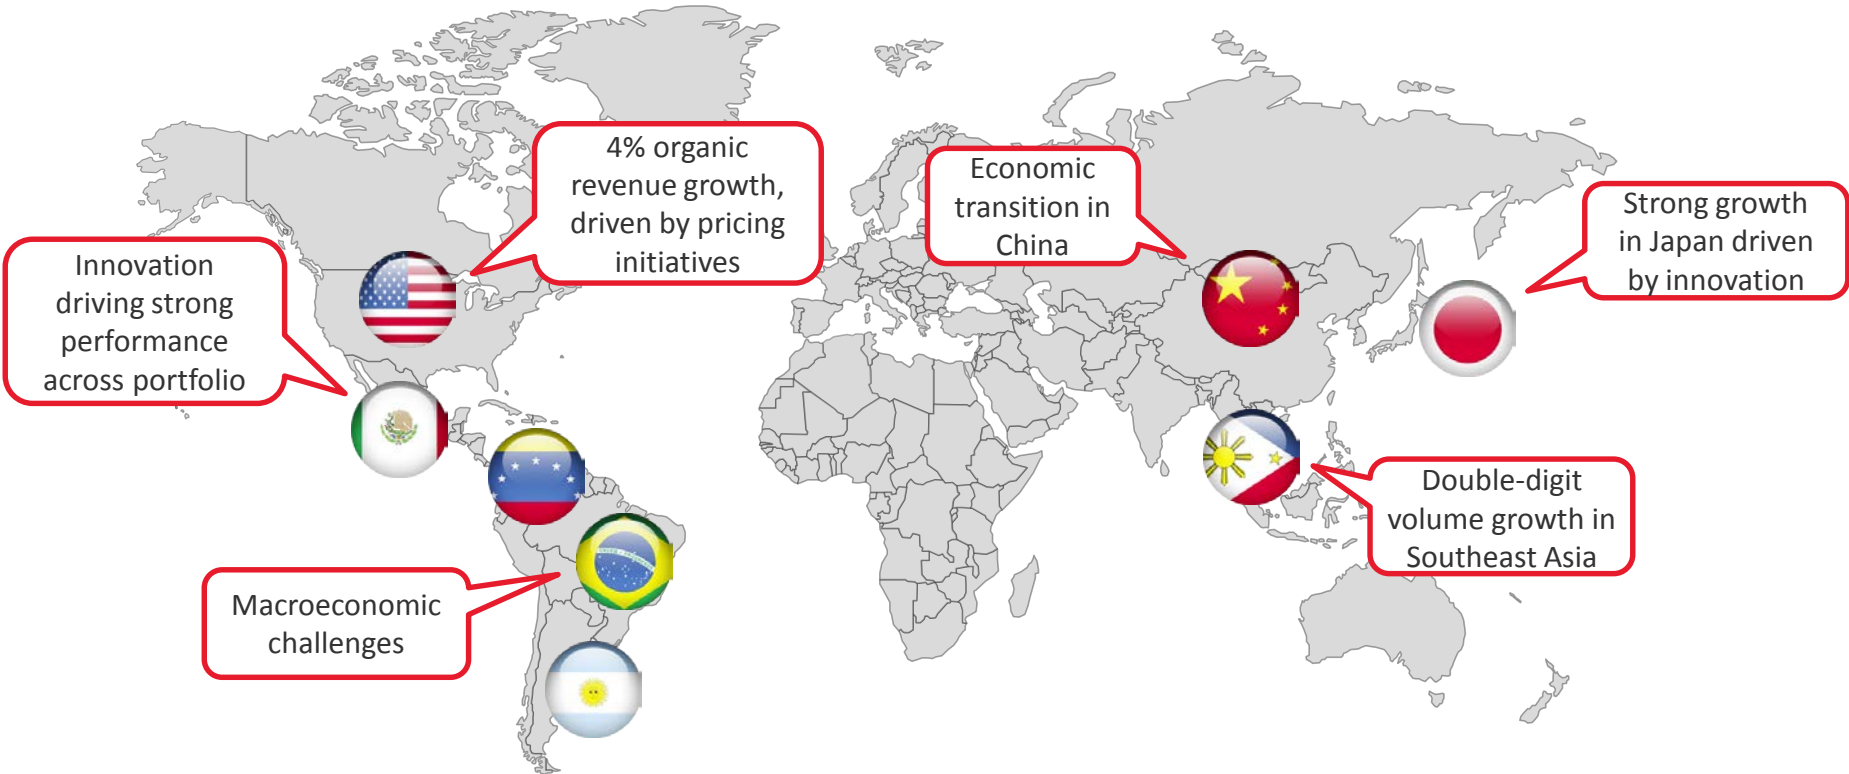 4% organic
revenue growth,
driven by pricing
initiatives
Economic
transition in
China
Strong growth
in Japan driven
by innovation
Innovation
driving strong
performance
across portfolio
Double-digit
volume growth in
Southeast Asia
Macroeconomic
challenges